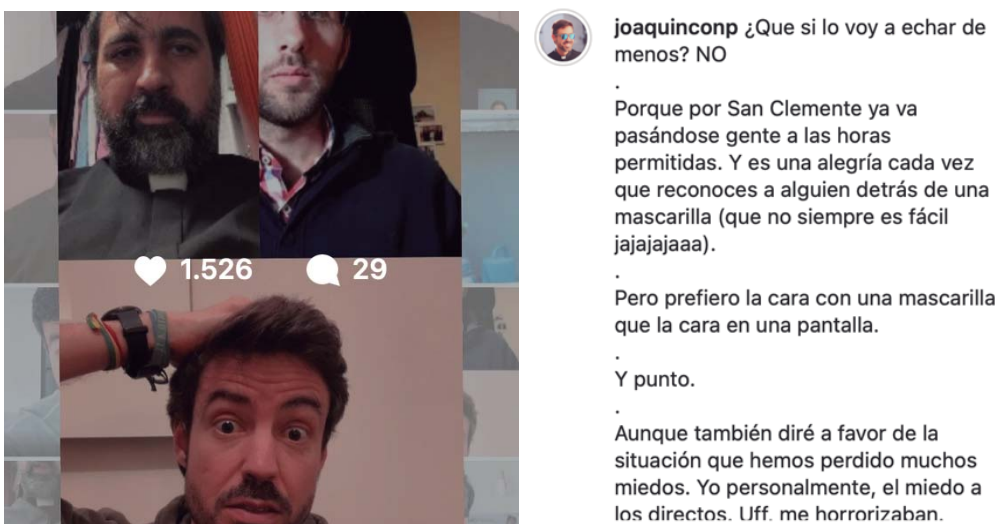 1.526
29
joaquinconp ¿Que si lo voy a echar de
menos? NO
.
Porque por San Clemente ya va
pasándose gente a las horas
permitidas. Y es una alegría cada vez
que reconoces a alguien detrás de una
mascarilla (que no siempre es fácil
jajajajaaa).
.
Pero prefiero la cara con una mascarilla
que la cara en una pantalla.
.
Y punto.
.
Aunque también diré a favor de la
situación que hemos perdido muchos
miedos. Yo personalmente, el miedo a
los directos. Uff, me horrorizaban.